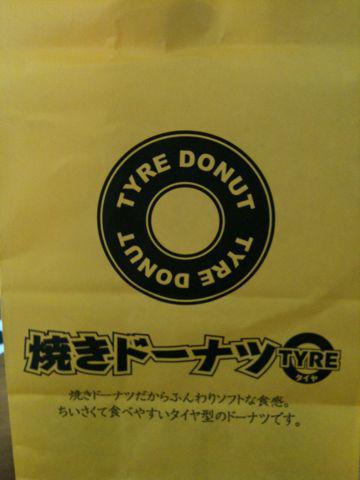 TYRE DONUT
TYRE DONUT
焼きドーナツ TYRE
タイヤ
焼きドーナツだからふんわりソフトな食感。
ちいさくて食べやすいタイヤ型のドーナツです。